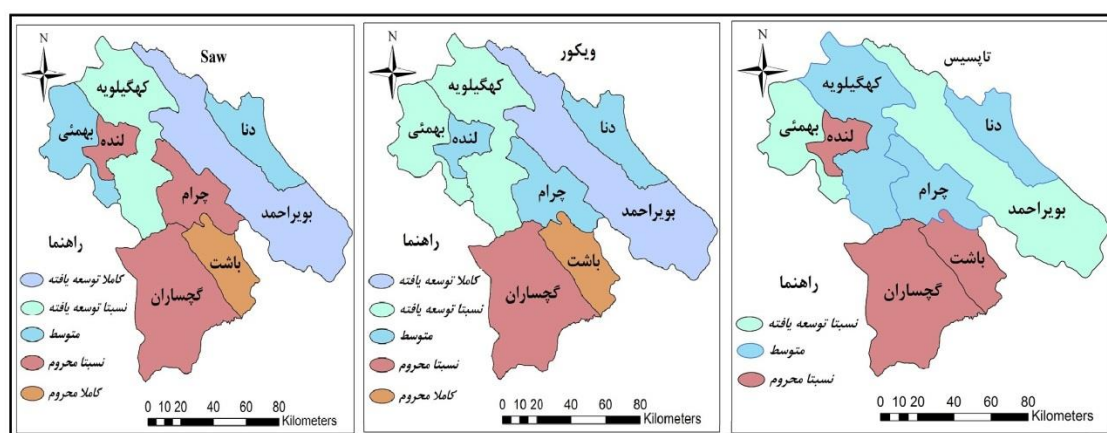 N
Saw
کهگیلویه
دنا
بهمئی
لنده
چرام
بویراحمد
باشت
گچساران
راهنما
کاملا توسعه یافته
نسبتا توسعه یافته
متوسط
نسبتا محروم
کاملا محروم
0 10 20 40 60 80
Kilometers
N
ویکور
کهگیلویه
دنا
بهمئی
لنده
چرام
بویراحمد
باشت
گچساران
راهنما
کاملا توسعه یافته
نسبتا توسعه یافته
متوسط
نسبتا محروم
کاملا محروم
0 10 20 40 60 80
Kilometers
N
تاپسیس
کهگیلویه
دنا
بهمئی
لنده
چرام
بویراحمد
باشت
گچساران
راهنما
نسبتا توسعه یافته
متوسط
نسبتا محروم
0 10 20 40 60 80
Kilometers